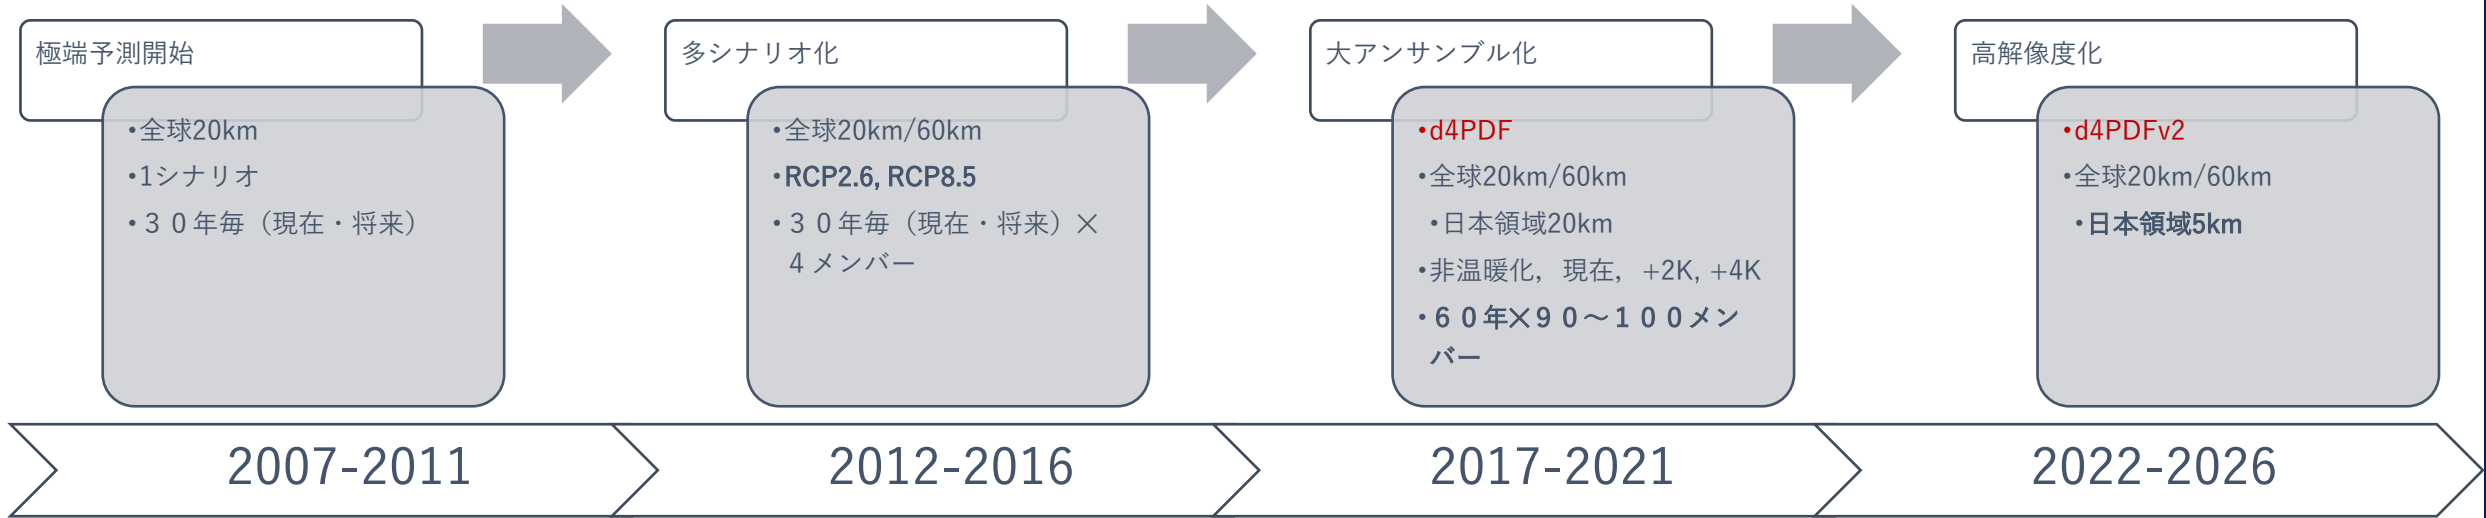 極端予測開始
•全球20km
•1シナリオ
•３０年毎（現在・将来）
多シナリオ化
•全球20km/60km
•RCP2.6, RCP8.5
•３０年毎（現在・将来）×
４メンバー
大アンサンブル化
•d4PDF
•全球20km/60km
•日本領域20km
•非温暖化，現在，+2K, +4K
•６０年×９０～１００メン
バー
高解像度化
•d4PDFv2
•全球20km/60km
•日本領域5km
2007-2011
2012-2016
2017-2021
2022-2026